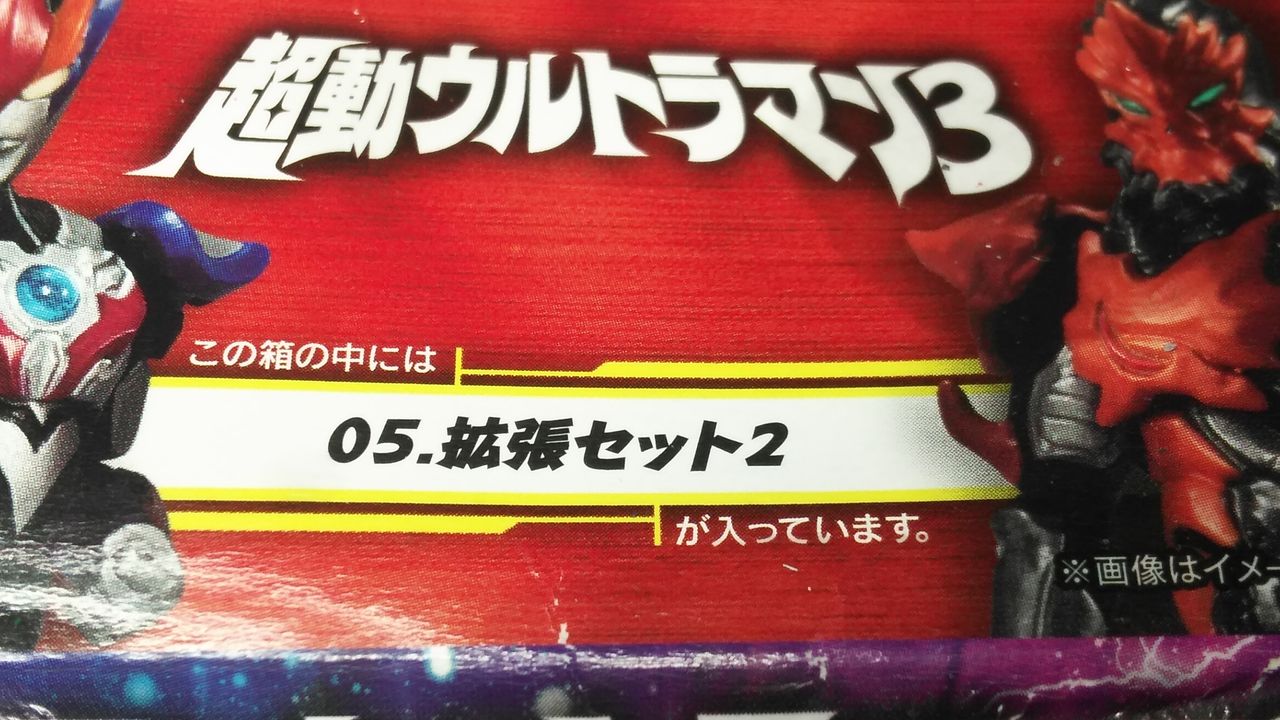 超動ウルトラマン3
この箱の中には
05.拡張セット2
が入っています。
※画像はイメー